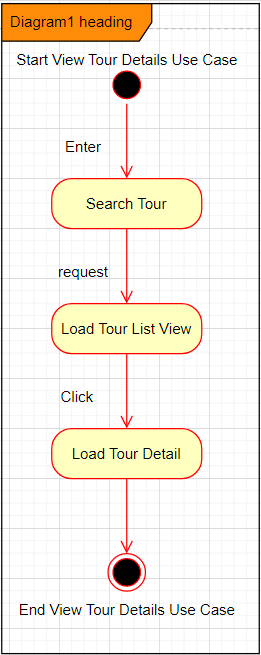 Diagram1 heading
Start View Tour Details Use Case
Enter
Search Tour
request
Load Tour List View
Click
Load Tour Detail
End View Tour Details Use Case